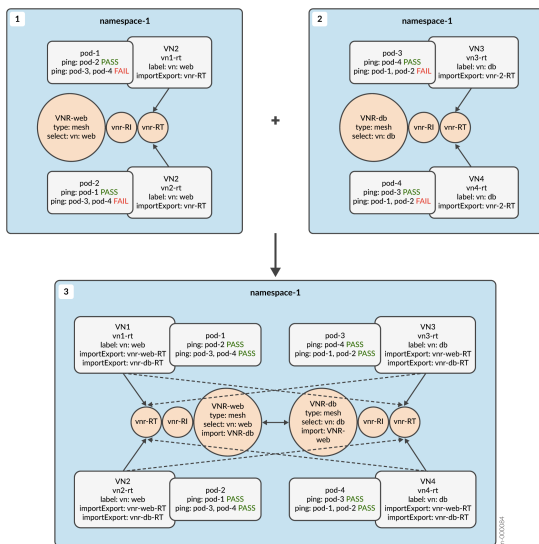 1
namespace-1
pod-1
ping: pod-2 PASS
ping: pod-3, pod-4 FAIL
VN2
vn1-rt
label: vn: web
importExport: vnr-RT
VNR-web
type: mesh
select: vn: web
vnr-RI
vnr-RT
pod-2
ping: pod-1 PASS
ping: pod-3, pod-4 FAIL
VN2
vn2-rt
label: vn: web
importExport: vnr-RT
+
2
namespace-1
pod-3
ping: pod-4 PASS
ping: pod-1, pod-2 FAIL
VN3
vn3-rt
label: vn: db
importExport: vnr-2-RT
VNR-db
type: mesh
select: vn: db
vnr-RI
vnr-RT
pod-4
ping: pod-3 PASS
ping: pod-1, pod-2 FAIL
VN4
vn4-rt
label: vn: db
importExport: vnr-2-RT
3
namespace-1
VN1
vn1-rt
label: vn: web
importExport: vnr-web-RT
importExport: vnr-db-RT
pod-1
ping: pod-2 PASS
ping: pod-3, pod-4 PASS
pod-3
ping: pod-4 PASS
ping: pod-1, pod-2 PASS
VN3
vn3-rt
label: vn: db
importExport: vnr-web-RT
importExport: vnr-db-RT
vnr-RT
vnr-RI
VNR-web
type: mesh
select: vn: web
import: VNR-db
VNR-db
type: mesh
select: vn: db
import: VNR-
web
vnr-RI
vnr-RT
VN2
vn2-rt
label: vn: web
importExport: vnr-web-RT
importExport: vnr-db-RT
pod-2
ping: pod-1 PASS
ping: pod-3, pod-4 PASS
pod-4
ping: pod-3 PASS
ping: pod-1, pod-2 PASS
VN4
vn4-rt
label: vn: db
importExport: vnr-web-RT
importExport: vnr-db-RT